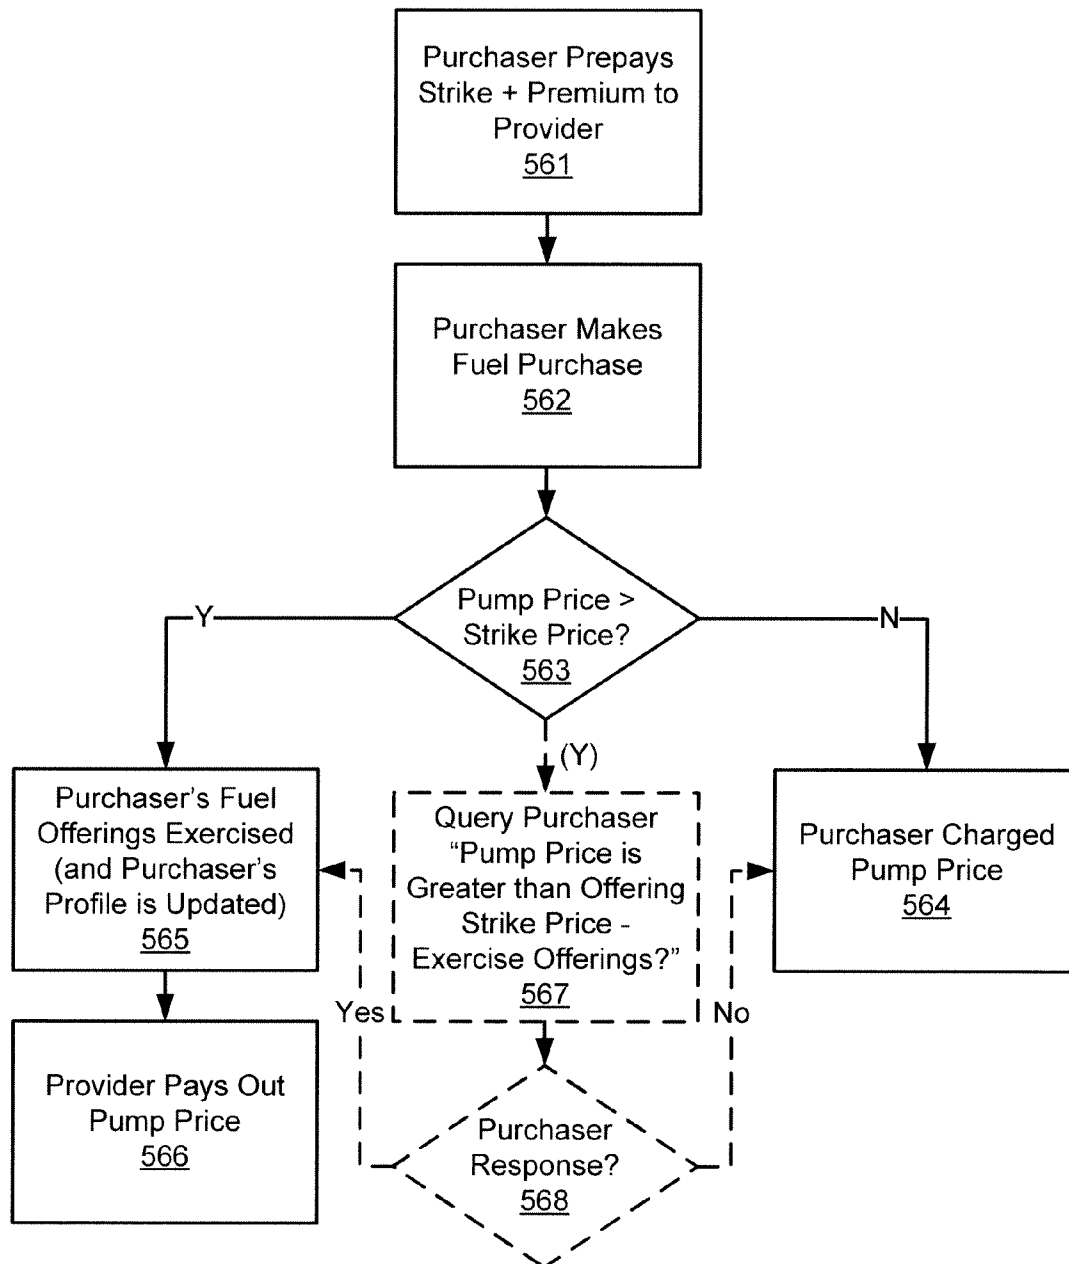 Purchaser Prepays
Strike + Premium to
Provider
561
Purchaser Makes
Fuel Purchase
562
Pump Price >
Strike Price?
563
Y
N
(Y)
Purchaser's Fuel
Offerings Exercised
(and Purchaser's
Profile is Updated)
565
Query Purchaser
“Pump Price is
Greater than Offering
Strike Price -
Exercise Offerings?”
567
Purchaser Charged
Pump Price
564
Yes
No
Provider Pays Out
Pump Price
566
Purchaser
Response?
568